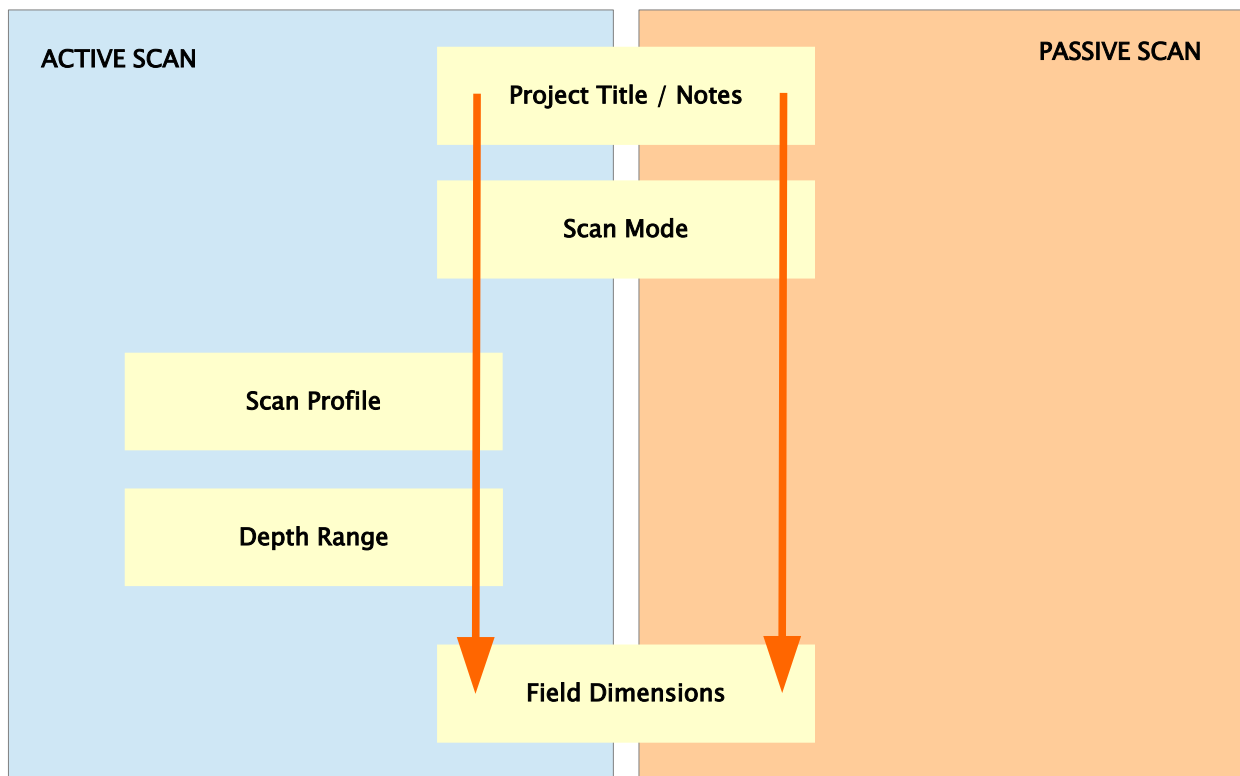 ACTIVE SCAN
PASSIVE SCAN
Project Title / Notes
Scan Mode
Scan Profile
Depth Range
Field Dimensions